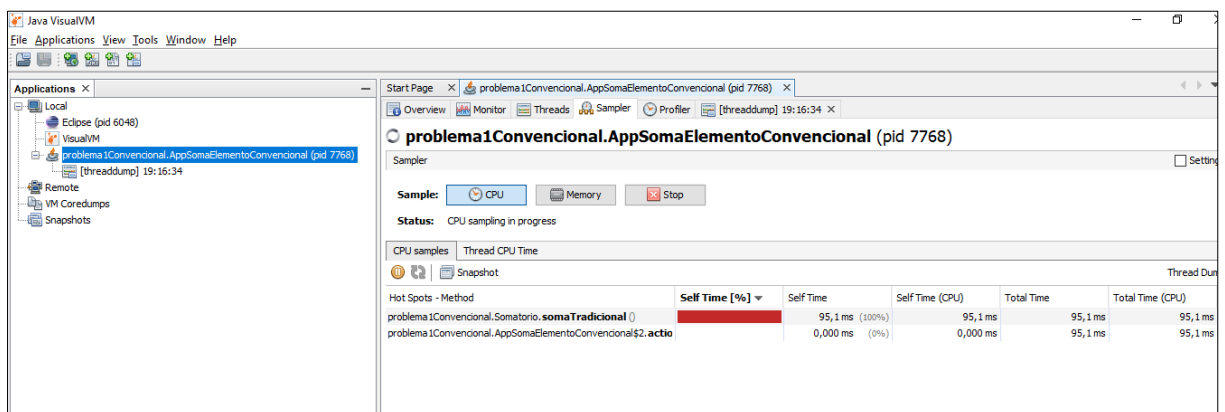 Java VisualVM
File Applications View Tools Window Help
Applications
Local
Eclipse (pid 6048)
VisualVM
problema1Convencional.AppSomaElementoConvencional (pid 7768)
[threaddump] 19:16:34
Remote
VM Coredumps
Snapshots
Start Page problema1Convencional.AppSomaElementoConvencional (pid 7768)
Overview Monitor Threads Sampler Profiler [threaddump] 19:16:34
problema1Convencional.AppSomaElementoConvencional (pid 7768)
Sampler Setting
Sample: CPU Memory Stop
Status: CPU sampling in progress
CPU samples Thread CPU Time
Snapshot Thread Dum
Hot Spots - Method Self Time [%] Self Time Self Time (CPU) Total Time Total Time (CPU)
problema1Convencional.Somatorio.somaTradicional () 95,1 ms (100%) 95,1 ms 95,1 ms 95,1 ms
problema1Convencional.AppSomaElementoConvencional$2.actio 0,000 ms (0%) 0,000 ms 95,1 ms 95,1 ms